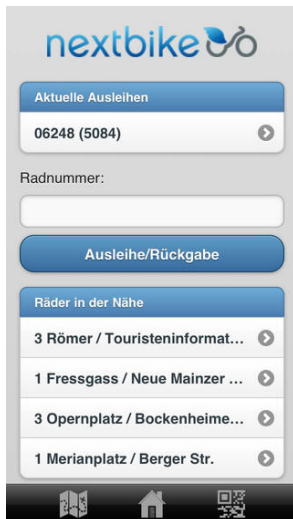 nextbike
Aktuelle Ausleihen
06248 (5084)
Radnummer:
Ausleihe/Rückgabe
Räder in der Nähe
3 Römer / Touristeninformat...
1 Fressgass / Neue Mainzer ...
3 Opernplatz / Bockenheime...
1 Merianplatz / Berger Str.